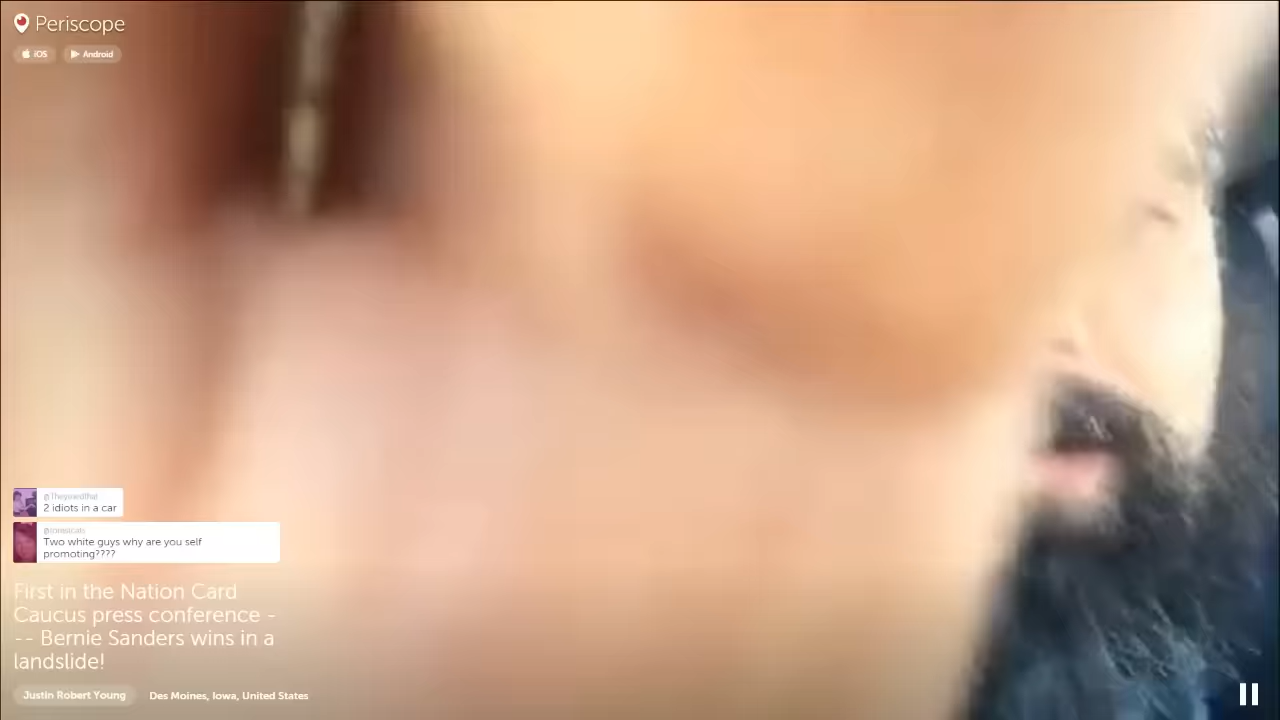 Periscope
iOS
Android
2 idiots in a car
Two white guys why are you self
promoting????
First in the Nation Card
Caucus press conference -
-- Bernie Sanders wins in a
landslide!
Justin Robert Young
Des Moines, Iowa, United States